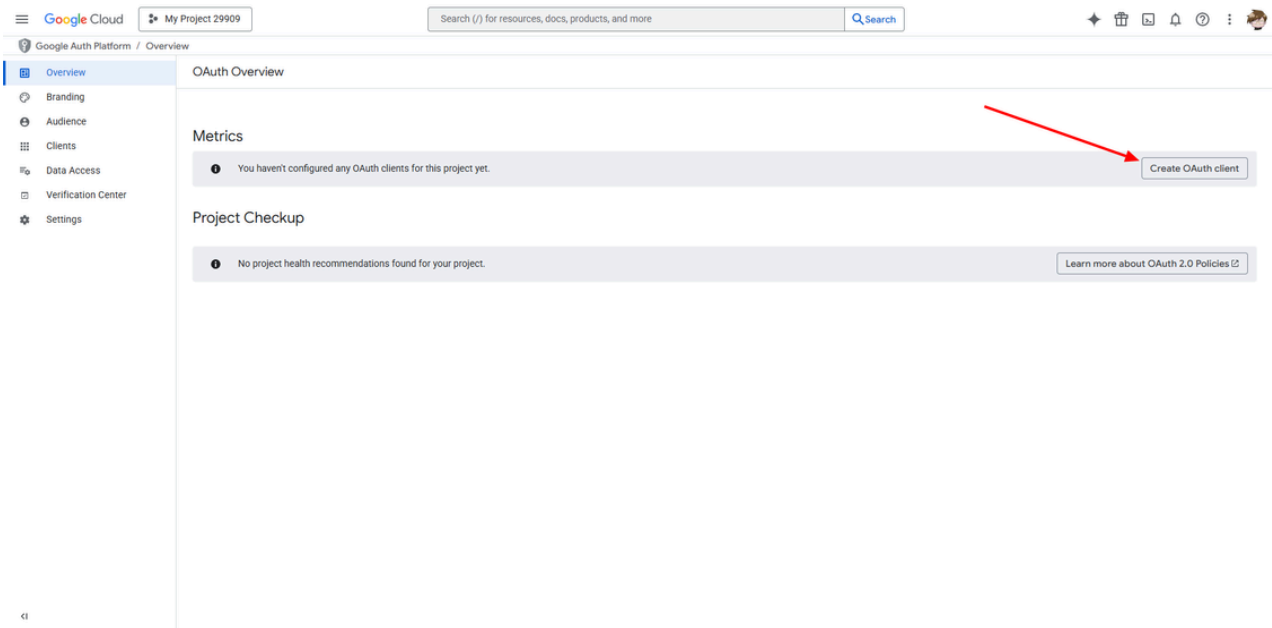 Google Cloud
My Project 29909
Search (/) for resources, docs, products, and more
Search
Google Auth Platform / Overview
Overview
Branding
Audience
Clients
Data Access
Verification Center
Settings
OAuth Overview
Metrics
You haven't configured any OAuth clients for this project yet.
Create OAuth client
Project Checkup
No project health recommendations found for your project.
Learn more about OAuth 2.0 Policies